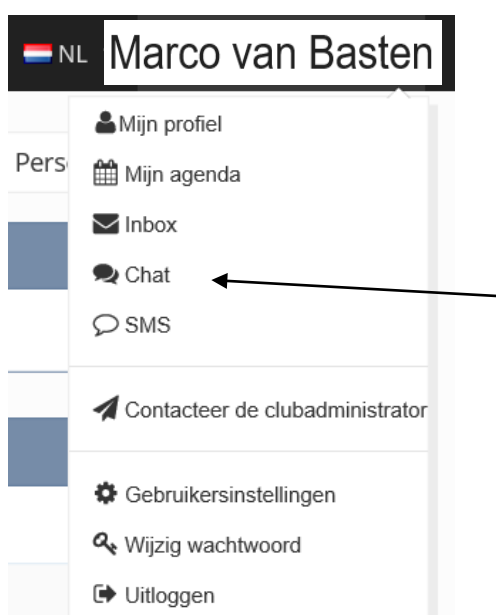 NL Marco van Basten
Mijn profiel
Pers
Mijn agenda
Inbox
Chat
SMS
Contacteer de clubadministrator
Gebruikersinstellingen
Wijzig wachtwoord
Uitloggen